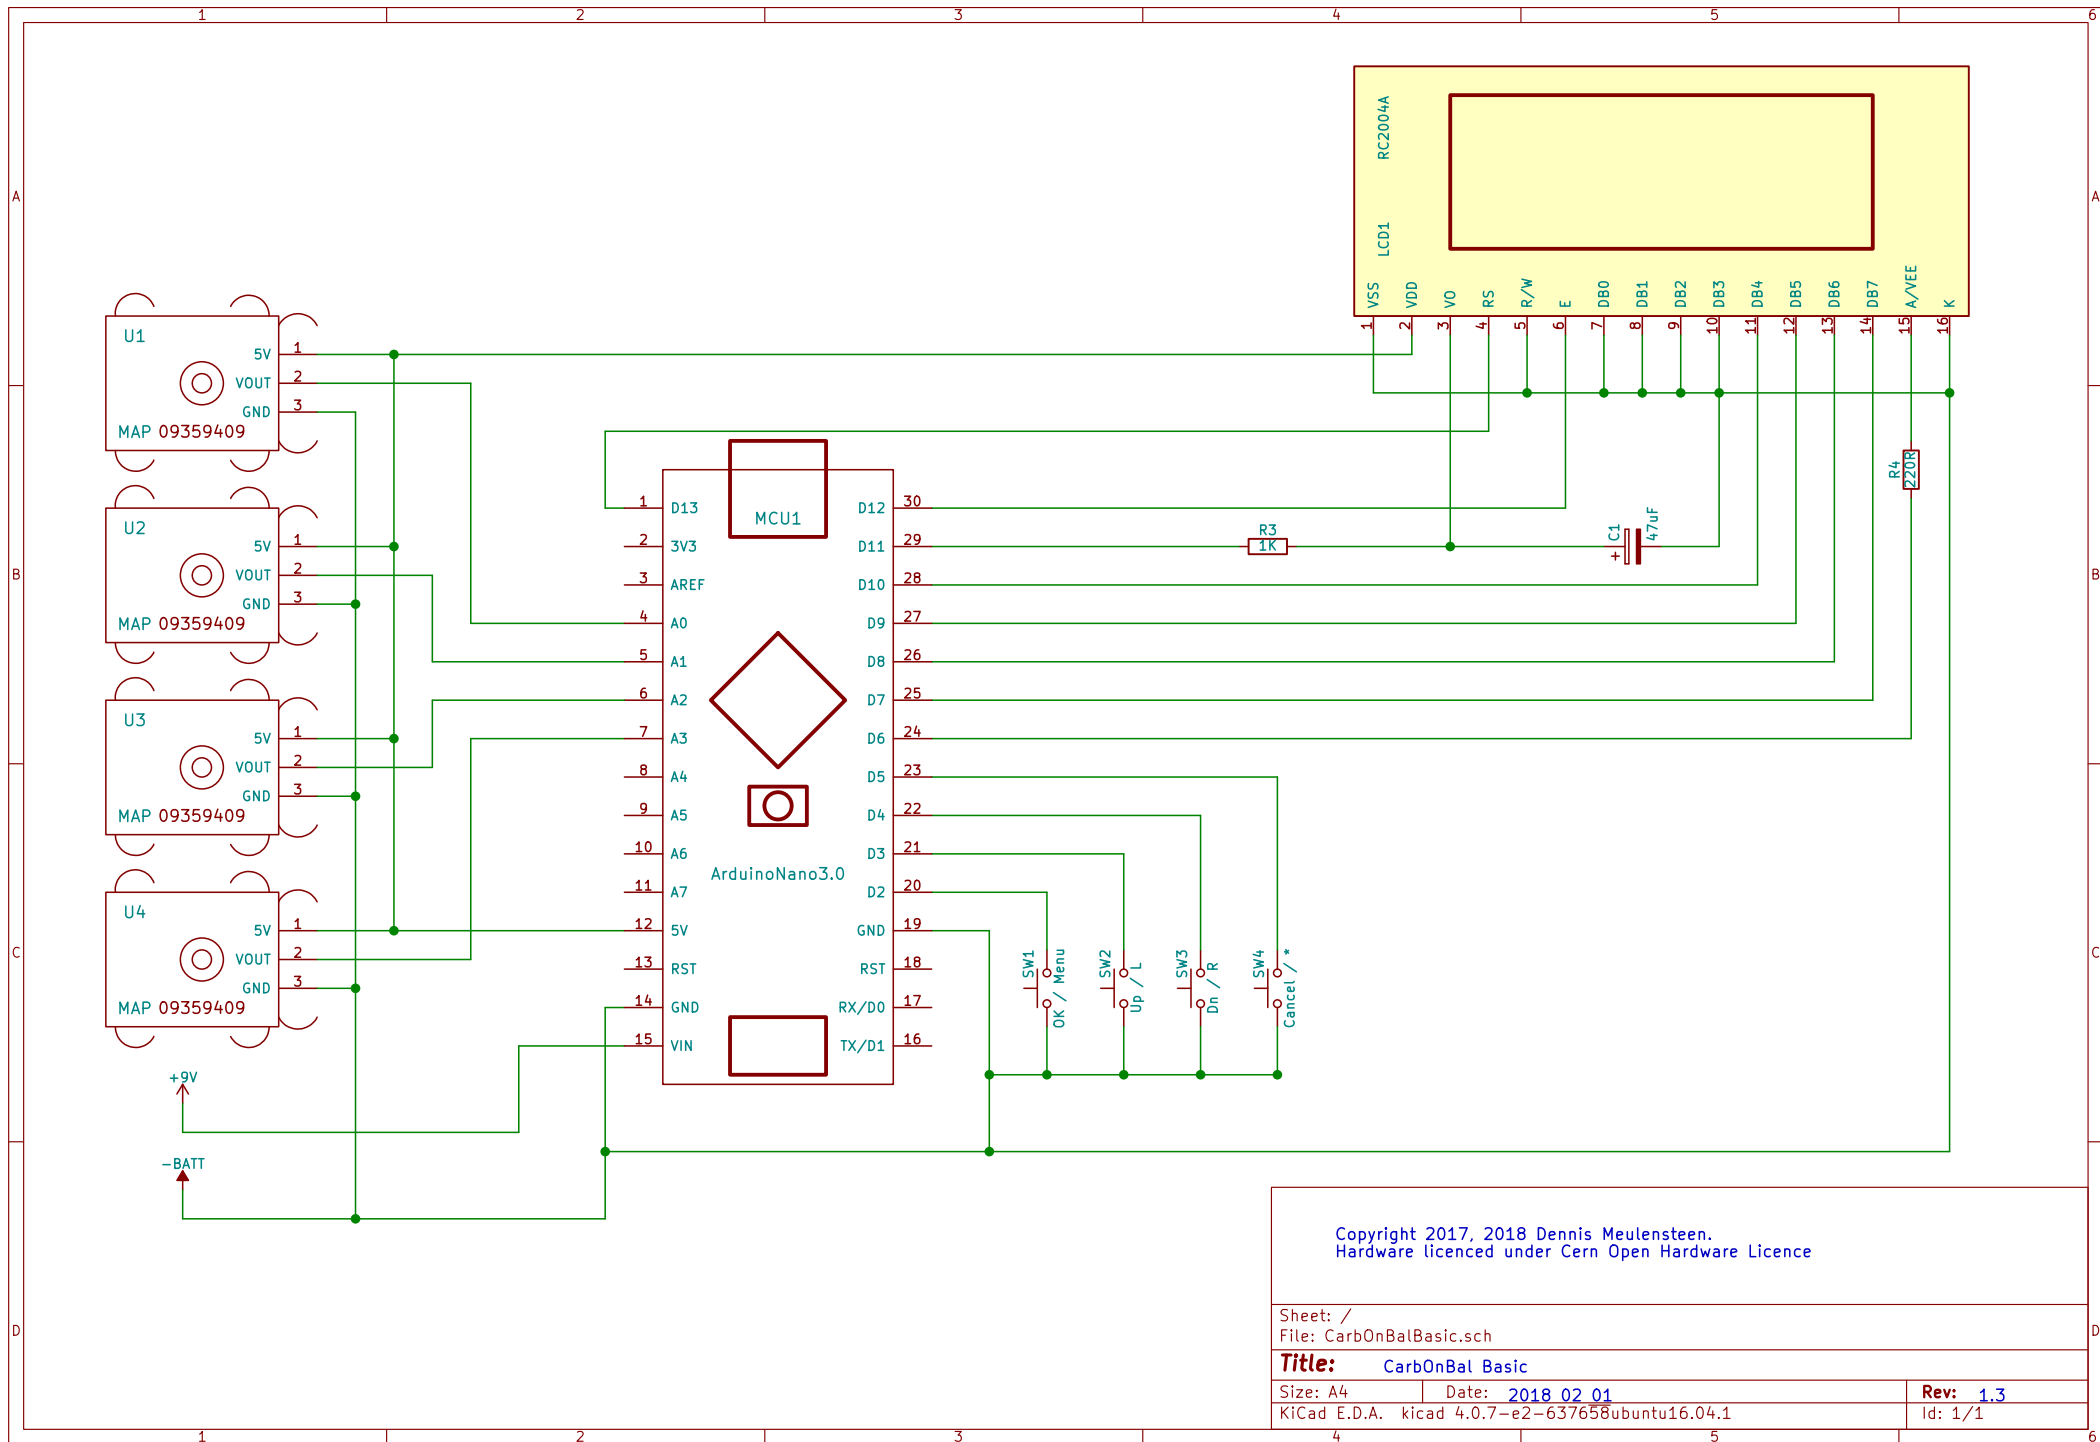 1 2 3 4 5 6
A
B
C
D
A
B
C
D
1 2 3 4 5 6
RC2004A
LCD1
VSS
VDD
VO
RS
R/W
E
DB0
DB1
DB2
DB3
DB4
DB5
DB6
DB7
A/VEE
K
1 2 3 4 5 6 7 8 9 10 11 12 13 14 15 16
U1
5V 1
VOUT 2
GND 3
MAP 09359409
U2
5V 1
VOUT 2
GND 3
MAP 09359409
U3
5V 1
VOUT 2
GND 3
MAP 09359409
U4
5V 1
VOUT 2
GND 3
MAP 09359409
+9V
-BATT
MCU1
ArduinoNano3.0
1 D13
2 3V3
3 AREF
4 A0
5 A1
6 A2
7 A3
8 A4
9 A5
10 A6
11 A7
12 5V
13 RST
14 GND
15 VIN
D12 30
D11 29
D10 28
D9 27
D8 26
D7 25
D6 24
D5 23
D4 22
D3 21
D2 20
GND 19
RST 18
RX/D0 17
TX/D1 16
R3
1K
C1
+
47uF
R4
220R
SW1
OK / Menu
SW2
Up / L
SW3
Dn / R
SW4
Cancel / *
Copyright 2017, 2018 Dennis Meulensteen.
Hardware licenced under Cern Open Hardware Licence
Sheet: /
File: CarbOnBalBasic.sch
Title: CarbOnBal Basic
Size: A4 Date: 2018 02 01 Rev: 1.3
KiCad E.D.A. kicad 4.0.7-e2-637658ubuntu16.04.1 Id: 1/1